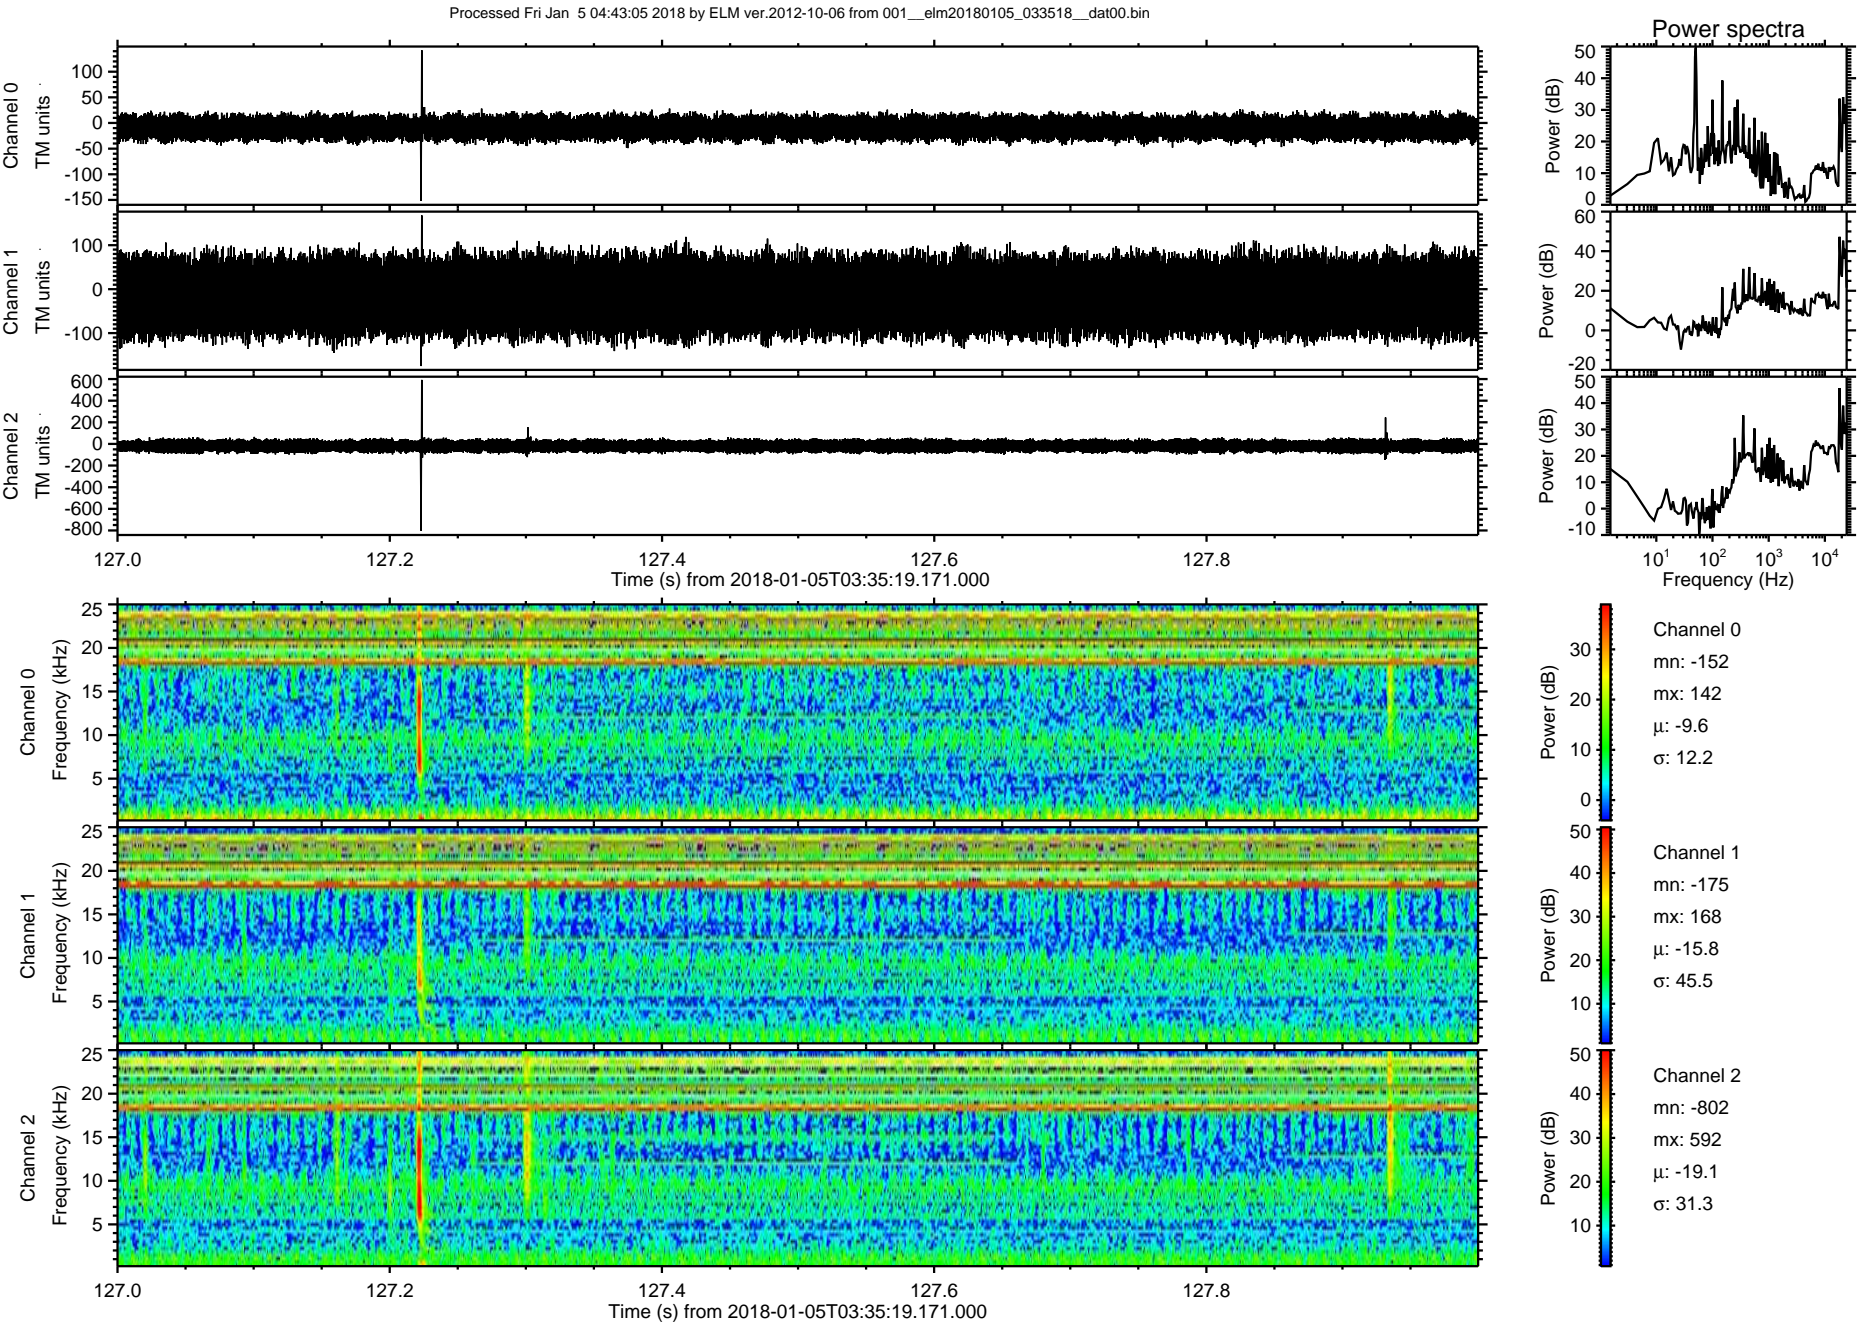 Processed Fri Jan  5 04:43:05 2018 by ELM ver.2012-10-06 from 001__elm20180105_033518__dat00.bin
Power spectra
Channel 0
TM units
100
50
0
-50
-100
-150
Channel 1
TM units
100
0
-100
Channel 2
TM units
600
400
200
0
-200
-400
-600
-800
127.0 127.2 127.4 127.6 127.8
Time (s) from 2018-01-05T03:35:19.171.000
Power (dB)
50
40
30
20
10
0
Power (dB)
60
40
20
0
-20
Power (dB)
50
40
30
20
10
0
-10
10¹ 10² 10³ 10⁴
Frequency (Hz)
Channel 0
Frequency (kHz)
25
20
15
10
5
Power (dB)
30
20
10
0
Channel 0
mn: -152
mx: 142
μ: -9.6
σ: 12.2
Channel 1
Frequency (kHz)
25
20
15
10
5
Power (dB)
50
40
30
20
10
Channel 1
mn: -175
mx: 168
μ: -15.8
σ: 45.5
Channel 2
Frequency (kHz)
25
20
15
10
5
Power (dB)
50
40
30
20
10
Channel 2
mn: -802
mx: 592
μ: -19.1
σ: 31.3
127.0 127.2 127.4 127.6 127.8
Time (s) from 2018-01-05T03:35:19.171.000